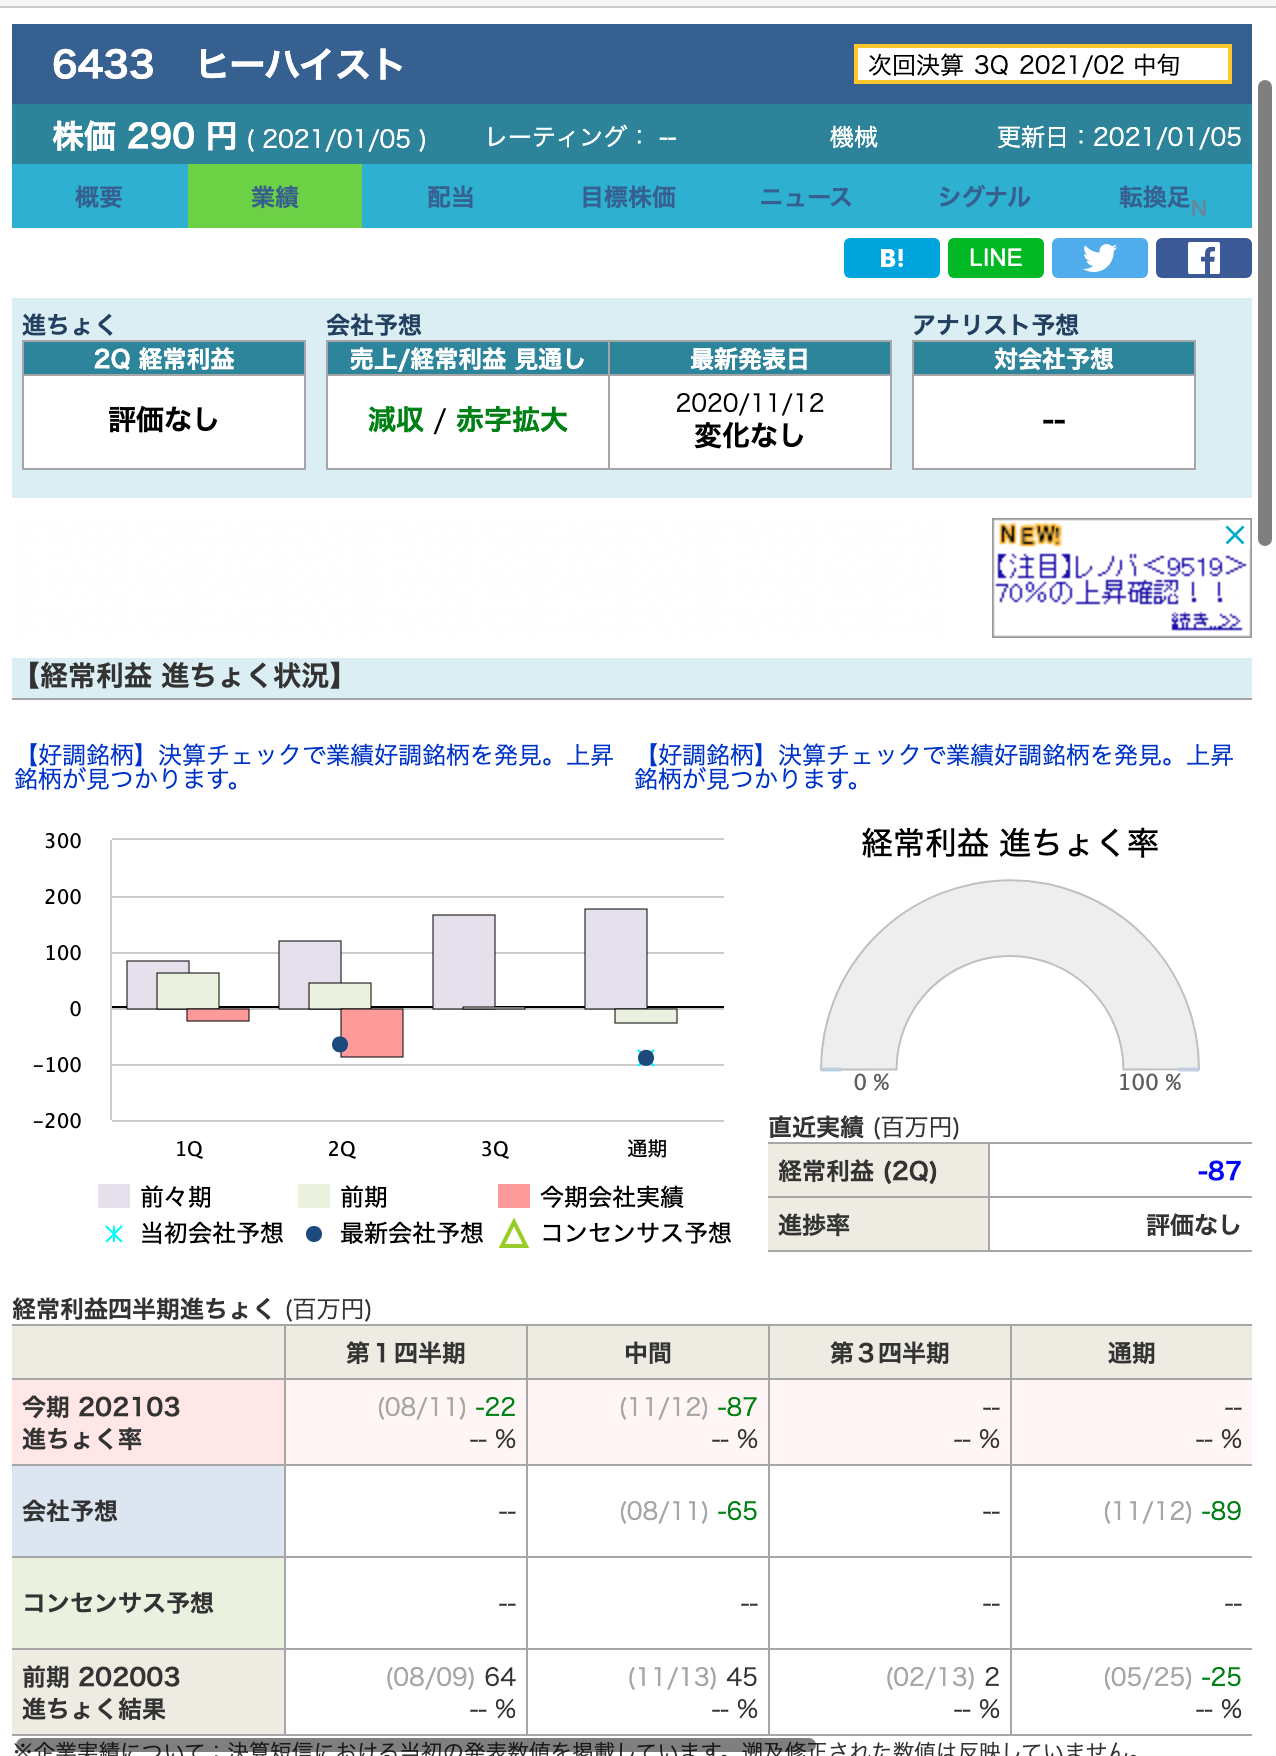 6433 ヒーハイスト
次回決算 3Q 2021/02 中旬
株価 290 円 ( 2021/01/05 ) レーティング： -- 機械 更新日：2021/01/05
概要 業績 配当 目標株価 ニュース シグナル 転換足 N
B! LINE
進ちょく 会社予想 アナリスト予想
2Q 経常利益 売上/経常利益 見通し 最新発表日 対会社予想
評価なし 減収 / 赤字拡大 2020/11/12 --
変化なし
NEW!
【注目】レノバ<9519>
70%の上昇確認！！
続き..>>
【経常利益 進ちょく状況】
【好調銘柄】決算チェックで業績好調銘柄を発見。上昇
銘柄が見つかります。
【好調銘柄】決算チェックで業績好調銘柄を発見。上昇
銘柄が見つかります。
300
200
100
0
-100
-200
1Q 2Q 3Q 通期
前々期 前期 今期会社実績
当初会社予想 最新会社予想 コンセンサス予想
経常利益 進ちょく率
0 % 100 %
直近実績 (百万円)
経常利益 (2Q) -87
進捗率 評価なし
経常利益四半期進ちょく (百万円)
第１四半期 中間 第３四半期 通期
今期 202103 (08/11) -22 (11/12) -87 -- --
進ちょく率 -- % -- % -- % -- %
会社予想 -- (08/11) -65 -- (11/12) -89
コンセンサス予想 -- -- -- --
前期 202003 (08/09) 64 (11/13) 45 (02/13) 2 (05/25) -25
進ちょく結果 -- % -- % -- % -- %
※企業実績について：決算短信における当初の発表数値を掲載しています。遡及修正された数値は反映していません。